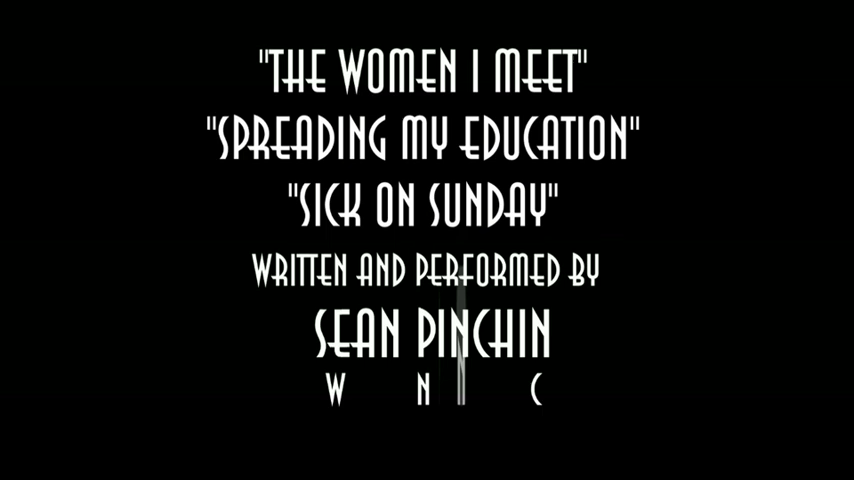 "THE WOMEN I MEET"
"SPREADING MY EDUCATION"
"SICK ON SUNDAY"
WRITTEN AND PERFORMED BY
SEAN PINCHIN
W N N C